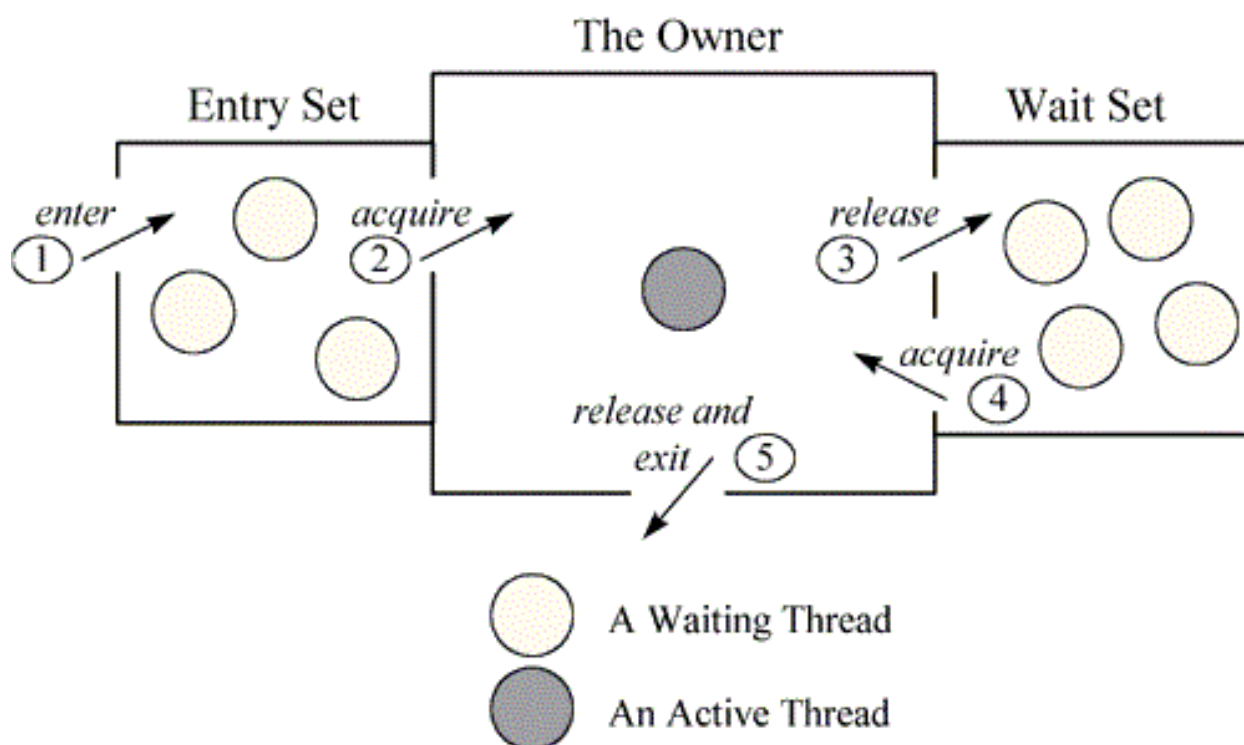 The Owner
Entry Set
Wait Set
enter
1
acquire
2
release
3
acquire
4
release and
exit
5
A Waiting Thread
An Active Thread